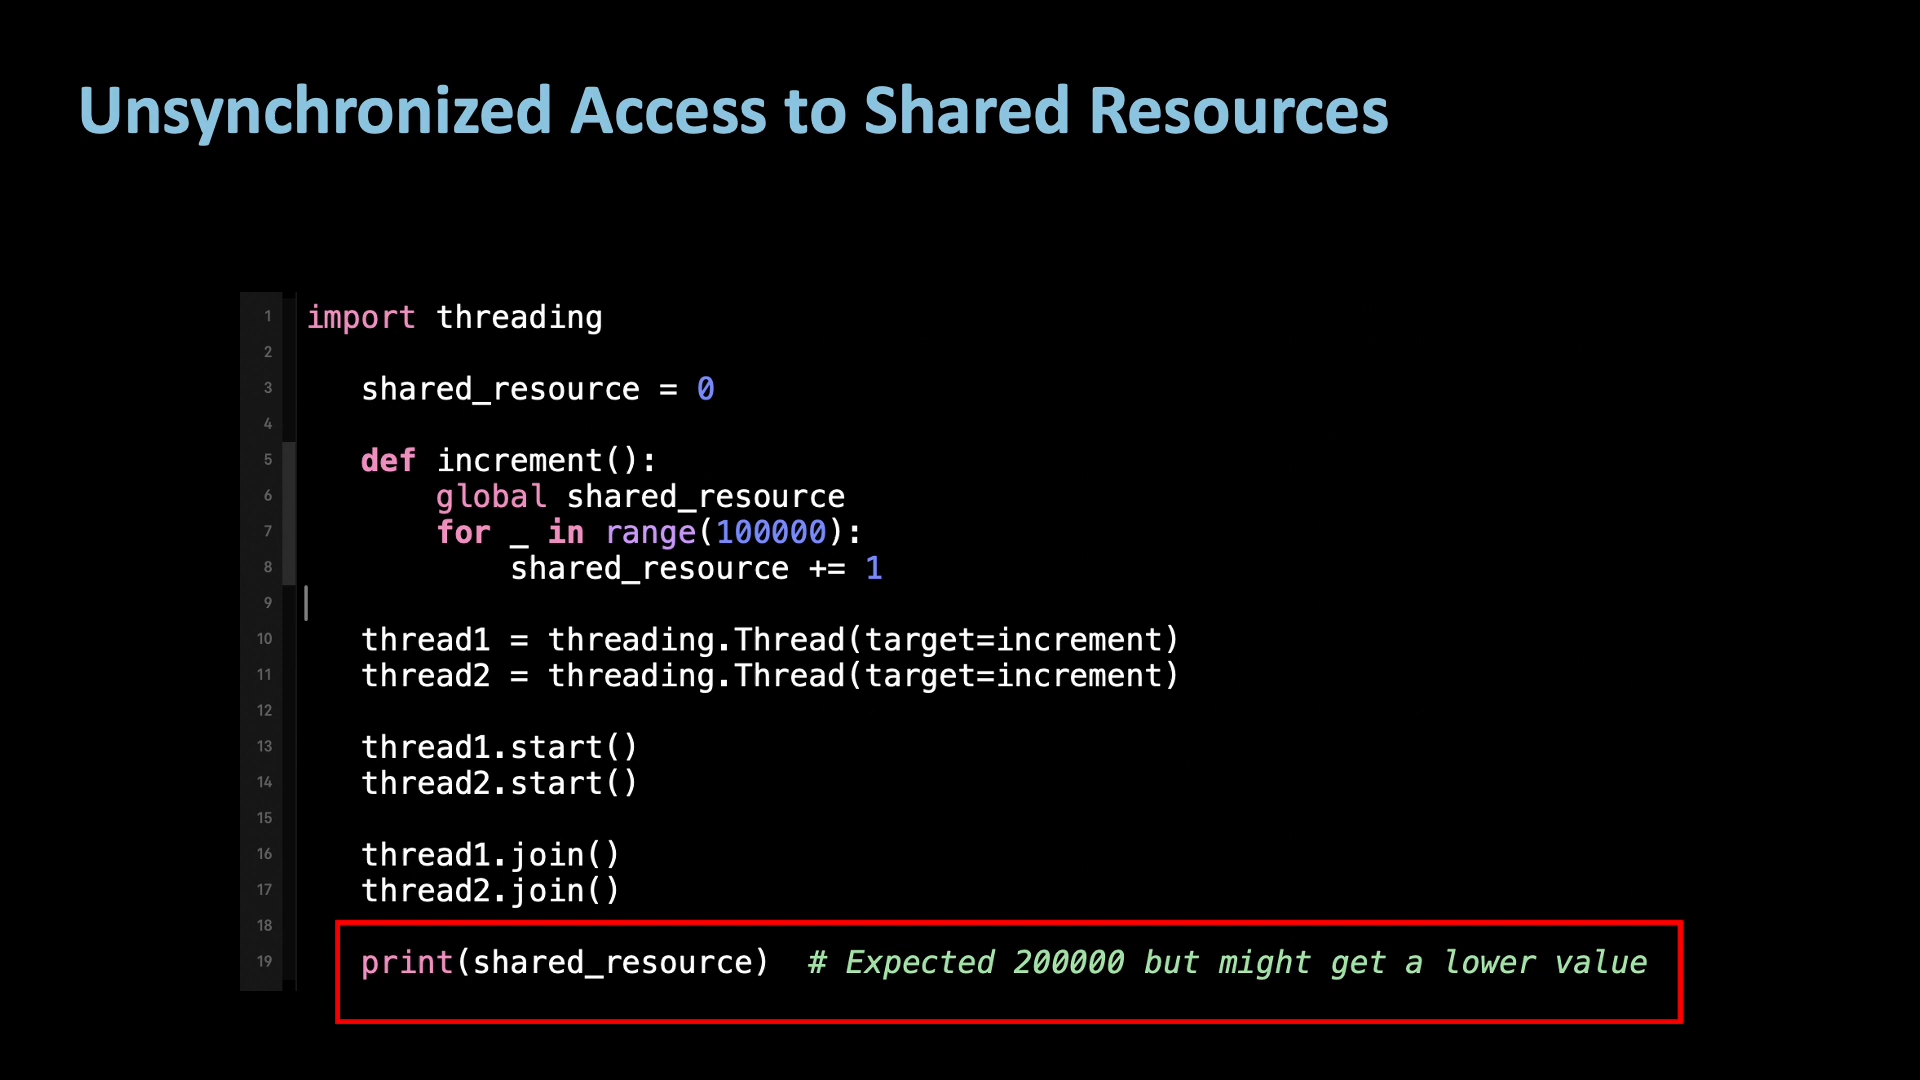 Unsynchronized Access to Shared Resources
1 import threading
2
3 shared_resource = 0
4
5 def increment():
6 global shared_resource
7 for _ in range(100000):
8 shared_resource += 1
9
10 thread1 = threading.Thread(target=increment)
11 thread2 = threading.Thread(target=increment)
12
13 thread1.start()
14 thread2.start()
15
16 thread1.join()
17 thread2.join()
18
19 print(shared_resource) # Expected 200000 but might get a lower value